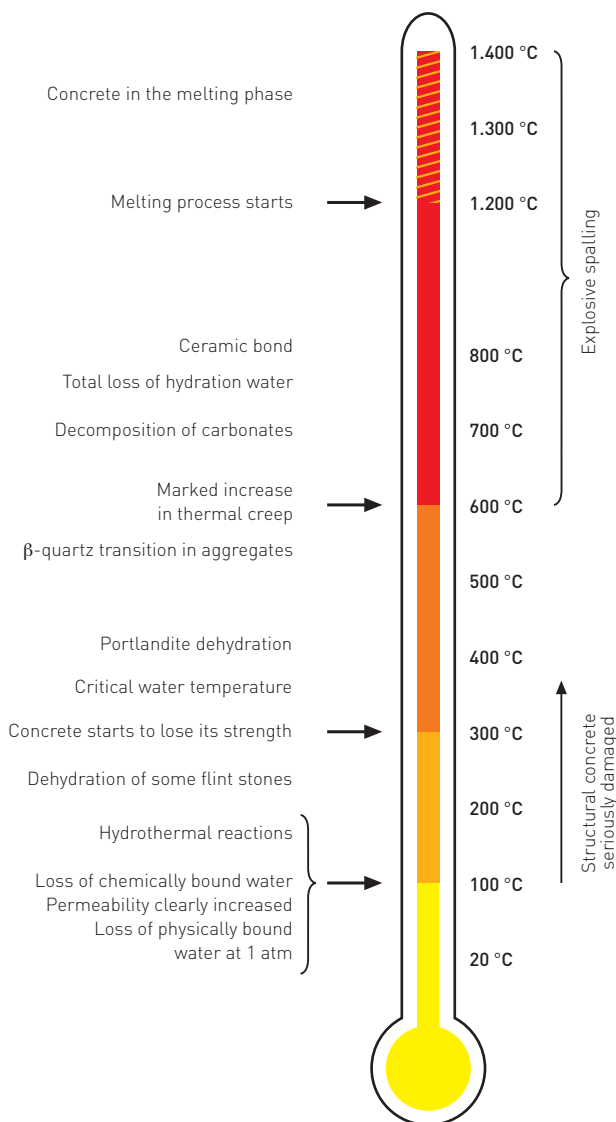 Concrete in the melting phase
Melting process starts
Ceramic bond
Total loss of hydration water
Decomposition of carbonates
Marked increase
in thermal creep
β-quartz transition in aggregates
Portlandite dehydration
Critical water temperature
Concrete starts to lose its strength
Dehydration of some flint stones
Hydrothermal reactions
Loss of chemically bound water
Permeability clearly increased
Loss of physically bound
water at 1 atm
1.400 °C
1.300 °C
1.200 °C
800 °C
700 °C
600 °C
500 °C
400 °C
300 °C
200 °C
100 °C
20 °C
Explosive spalling
Structural concrete
seriously damaged